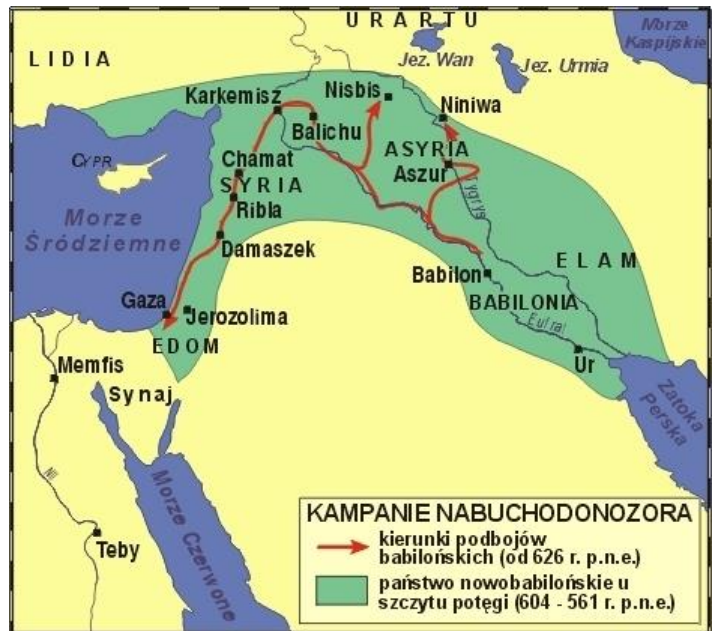 URARTU
Morze
Kaspijskie
LIDIA
Jez. Wan
Jez. Urmia
Karkemisz
Nisbis
Niniwa
Balichu
CYPR
Chamat
ASYRIA
Aszur
SYRIA
Tygrys
Ribla
Morze
Śródziemne
Damaszek
ELAM
Babilon
Gaza
Jerozolima
BABILONIA
Eufrat
EDOM
Ur
Memfis
Synaj
Zatoka
Perska
Nil
Morze Czerwone
Teby
KAMPANIE NABUCHODONOZORA
kierunki podbojów
babilońskich (od 626 r. p.n.e.)
państwo nowobabilońskie u
szczytu potęgi (604 - 561 r. p.n.e.)